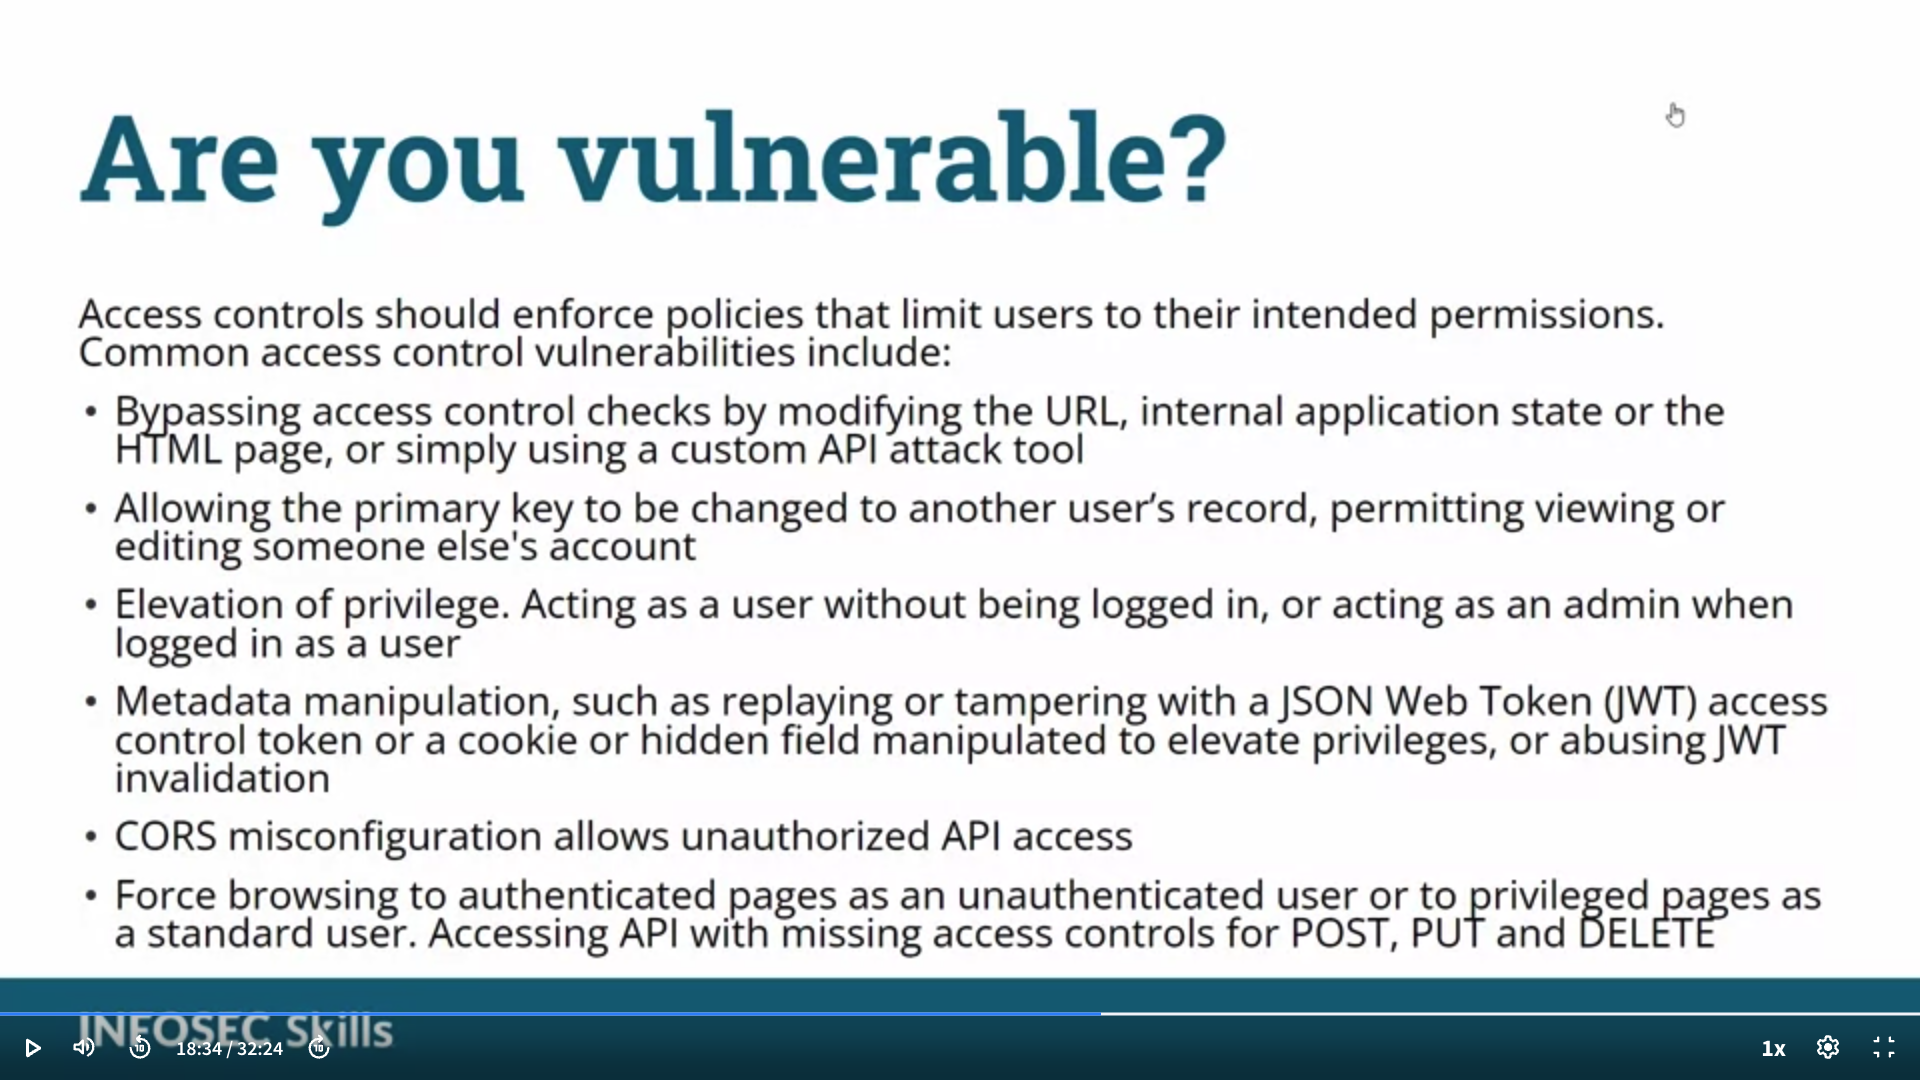 Are you vulnerable?
Access controls should enforce policies that limit users to their intended permissions.
Common access control vulnerabilities include:
• Bypassing access control checks by modifying the URL, internal application state or the
HTML page, or simply using a custom API attack tool
• Allowing the primary key to be changed to another user’s record, permitting viewing or
editing someone else's account
• Elevation of privilege. Acting as a user without being logged in, or acting as an admin when
logged in as a user
• Metadata manipulation, such as replaying or tampering with a JSON Web Token (JWT) access
control token or a cookie or hidden field manipulated to elevate privileges, or abusing JWT
invalidation
• CORS misconfiguration allows unauthorized API access
• Force browsing to authenticated pages as an unauthenticated user or to privileged pages as
a standard user. Accessing API with missing access controls for POST, PUT and DELETE
INFOSEC Skills
10 18:34 / 32:24 10 1x